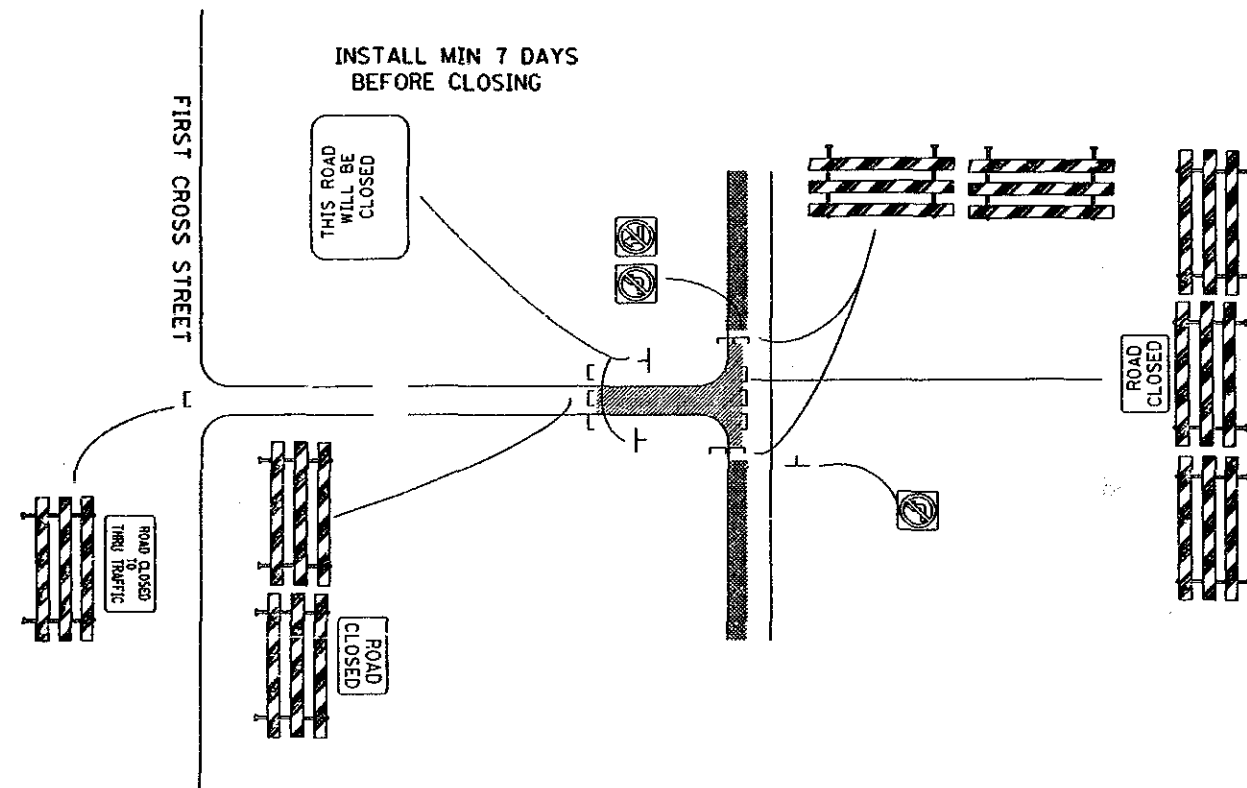 INSTALL MIN 7 DAYS
BEFORE CLOSING
FIRST CROSS STREET
THIS ROAD
WILL BE
CLOSED
ROAD
CLOSED
ROAD CLOSED
TO
THRU TRAFFIC
ROAD
CLOSED